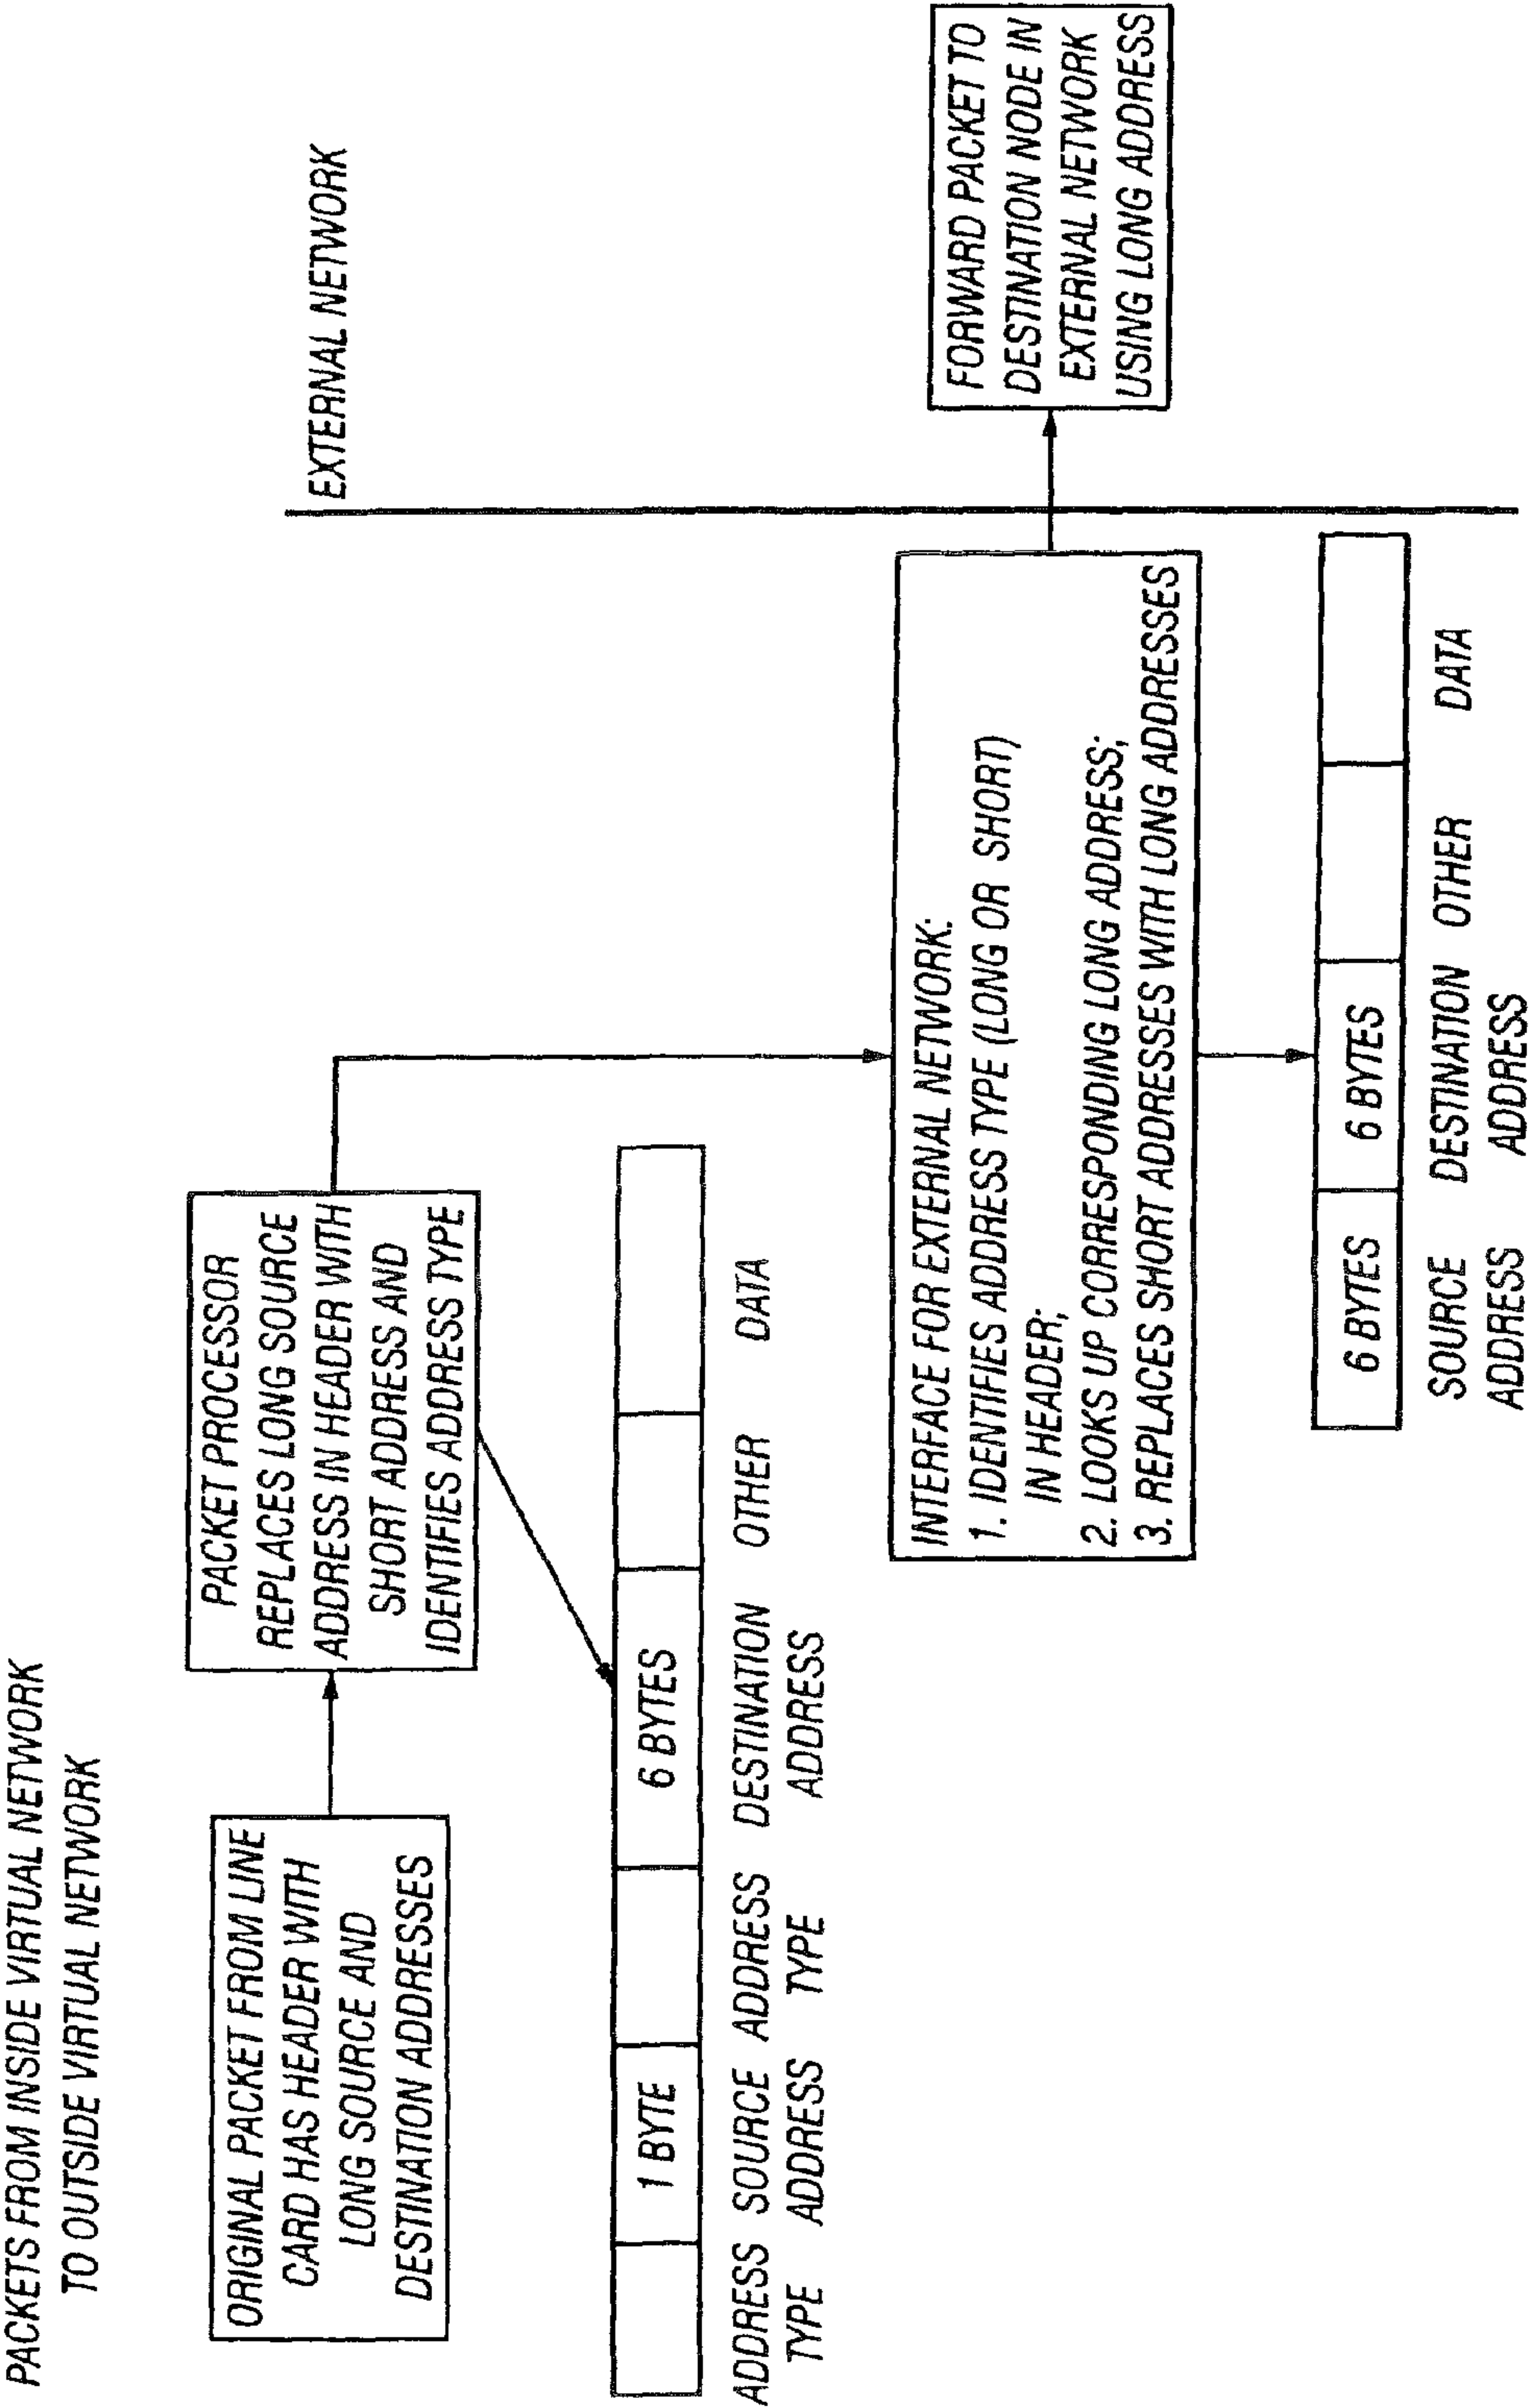 PACKETS FROM INSIDE VIRTUAL NETWORK
TO OUTSIDE VIRTUAL NETWORK
EXTERNAL NETWORK
ORIGINAL PACKET FROM LINE
CARD HAS HEADER WITH
LONG SOURCE AND
DESTINATION ADDRESSES
PACKET PROCESSOR
REPLACES LONG SOURCE
ADDRESS IN HEADER WITH
SHORT ADDRESS AND
IDENTIFIES ADDRESS TYPE
1 BYTE
6 BYTES
ADDRESS SOURCE ADDRESS DESTINATION OTHER DATA
TYPE ADDRESS TYPE ADDRESS
INTERFACE FOR EXTERNAL NETWORK:
1. IDENTIFIES ADDRESS TYPE (LONG OR SHORT)
IN HEADER;
2. LOOKS UP CORRESPONDING LONG ADDRESS;
3. REPLACES SHORT ADDRESSES WITH LONG ADDRESSES
FORWARD PACKET TO
DESTINATION NODE IN
EXTERNAL NETWORK
USING LONG ADDRESS
6 BYTES
6 BYTES
SOURCE DESTINATION OTHER DATA
ADDRESS ADDRESS